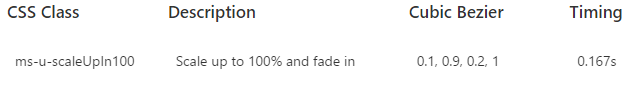 CSS Class Description Cubic Bezier Timing
ms-u-scaleUpIn100 Scale up to 100% and fade in 0.1, 0.9, 0.2, 1 0.167s